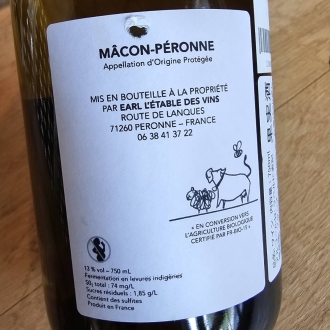 MÂCON-PÉRONNE
Appellation d'Origine Protégée
MIS EN BOUTEILLE À LA PROPRIÉTÉ
PAR EARL L'ÉTABLE DES VINS
ROUTE DE LANQUES
71260 PERONNE – FRANCE
06 38 41 37 22
« EN CONVERSION VERS
L'AGRICULTURE BIOLOGIQUE
CERTIFIÉ PAR FR-BIO-11 »
13 % vol – 750 mL
Fermentation en levures indigènes
SO₂ total : 74 mg/L
Sucres résiduels : 1,85 g/L
Contient des sulfites
Produit en France